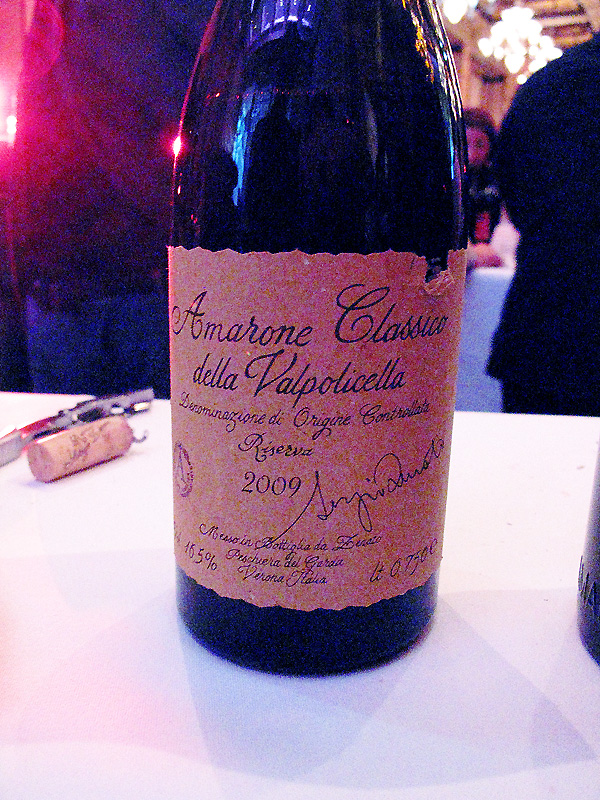 Amarone Classico
della Valpolicella
Denominazione di Origine Controllata
Riserva
2009
Messo in Bottiglia da Zenato
Peschiera del Garda
Verona Italia
16.5%
lt 0,750